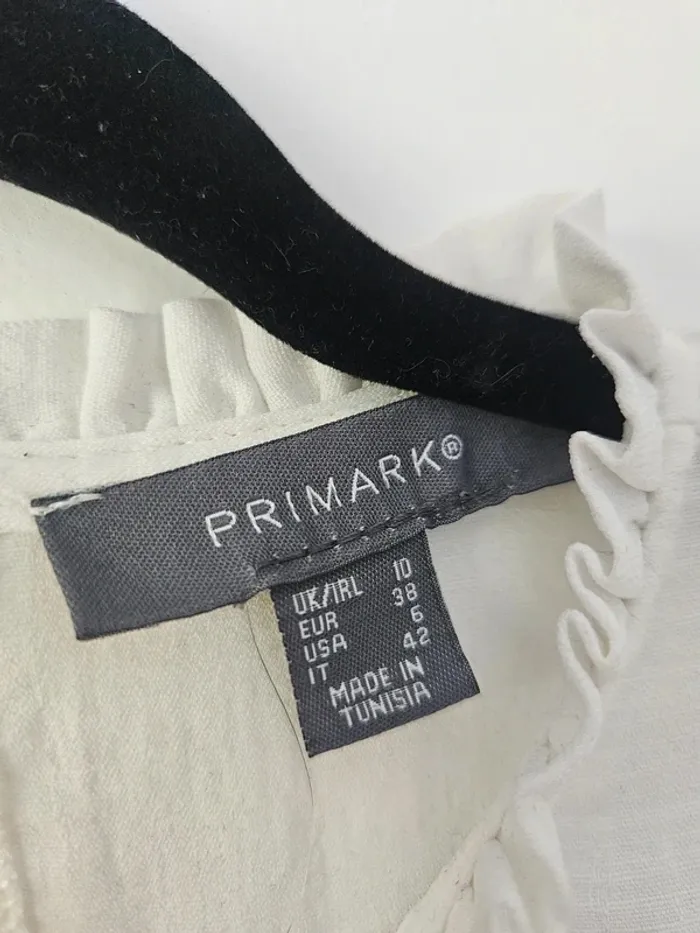 PRIMARK®
UK/IRL 10
EUR 38
USA 6
IT 42
MADE IN
TUNISIA